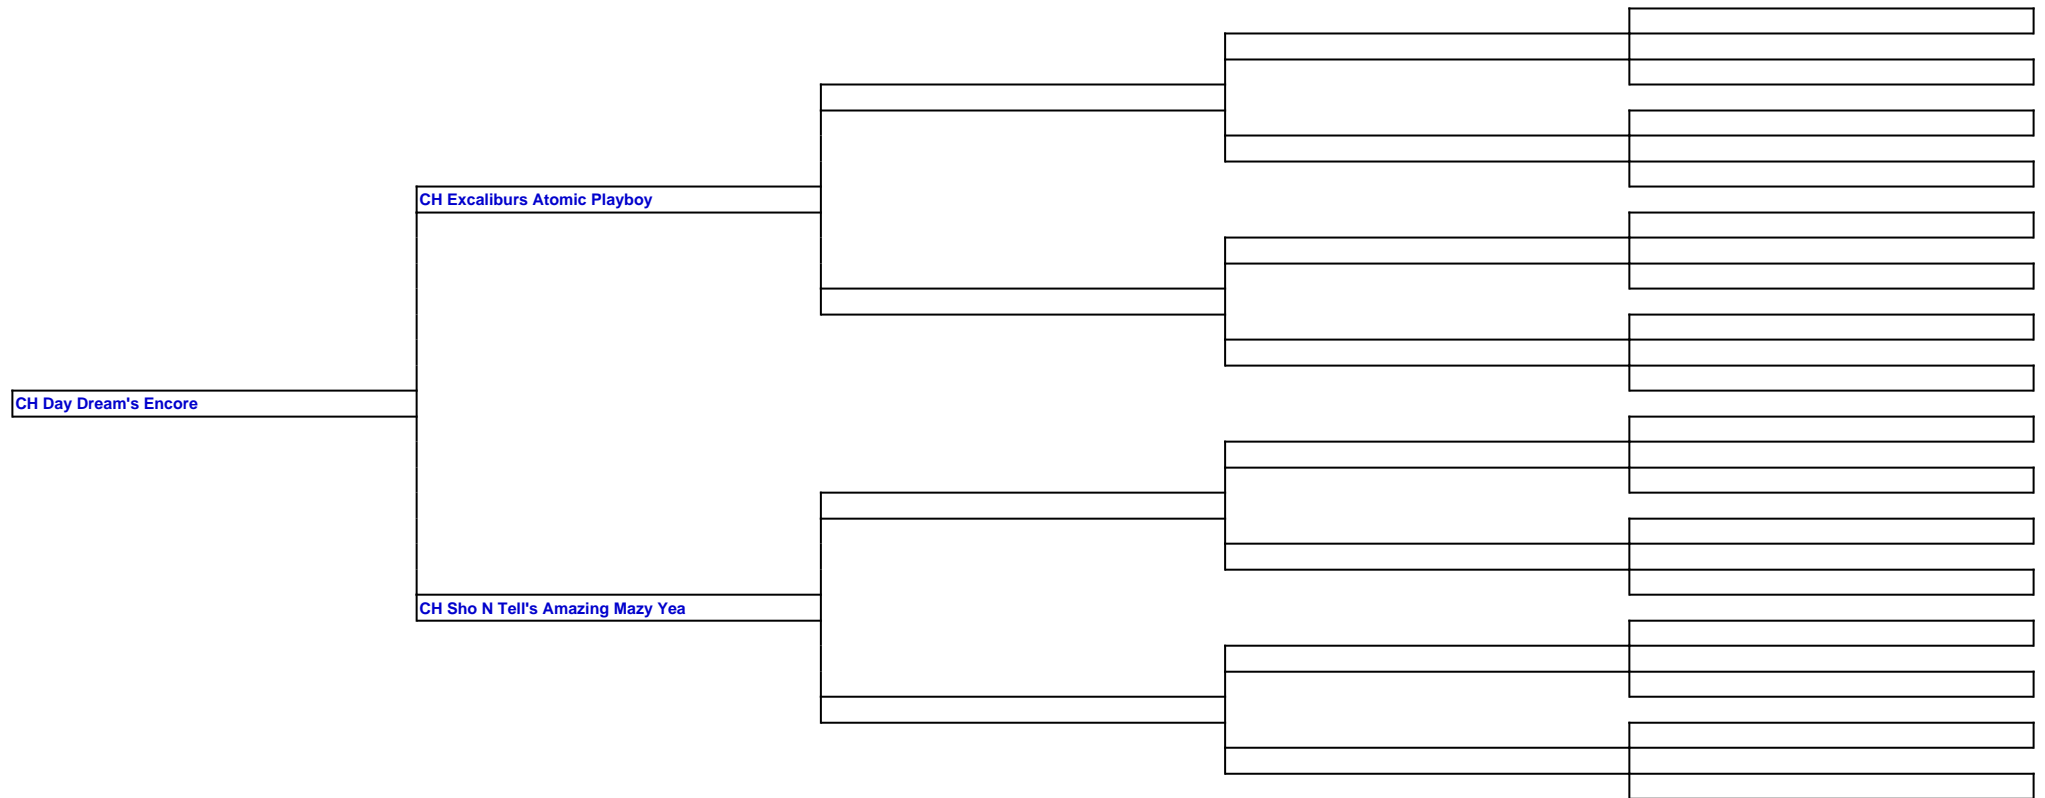 CH Excaliburs Atomic Playboy
CH Day Dream's Encore
CH Sho N Tell's Amazing Mazy Yea